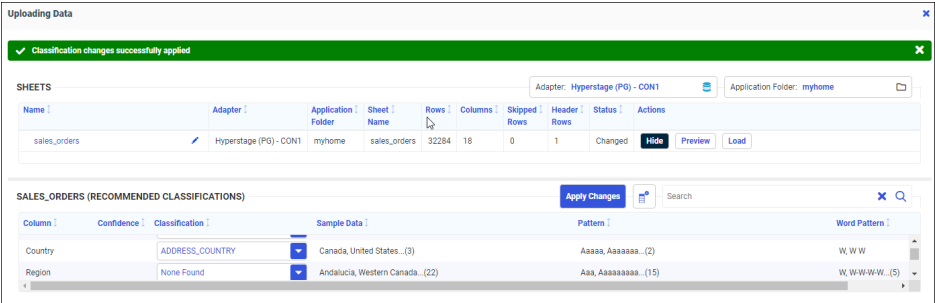 Uploading Data
Classification changes successfully applied
SHEETS
Adapter: Hyperstage (PG) - CON1
Application Folder: myhome
Name Adapter Application Folder Sheet Name Rows Columns Skipped Rows Header Rows Status Actions
sales_orders Hyperstage (PG) - CON1 myhome sales_orders 32284 18 0 1 Changed Hide Preview Load
SALES_ORDERS (RECOMMENDED CLASSIFICATIONS) Apply Changes Search
Column Confidence Classification Sample Data Pattern Word Pattern
Country ADDRESS_COUNTRY Canada, United States...(3) Aaaaa, Aaaaaaa...(2) W, W W
Region None Found Andalucia, Western Canada...(22) Aaa, Aaaaaaaaa...(15) W, W-W-W-W...(5)